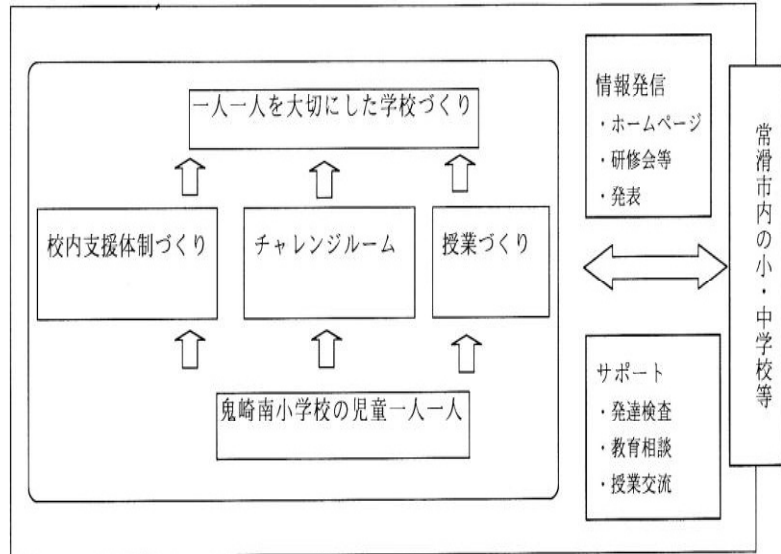 一人一人を大切にした学校づくり
校内支援体制づくり
チャレンジルーム
授業づくり
鬼崎南小学校の児童一人一人
情報発信
・ホームページ
・研修会等
・発表
サポート
・発達検査
・教育相談
・授業交流
常滑市内の小・中学校等